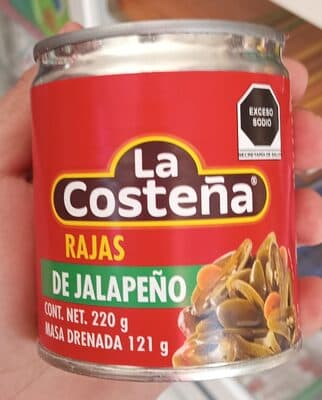 EXCESO
SODIO
SECRETARÍA DE SALUD
La
Costeña®
RAJAS
DE JALAPEÑO
CONT. NET. 220 g
MASA DRENADA 121 g